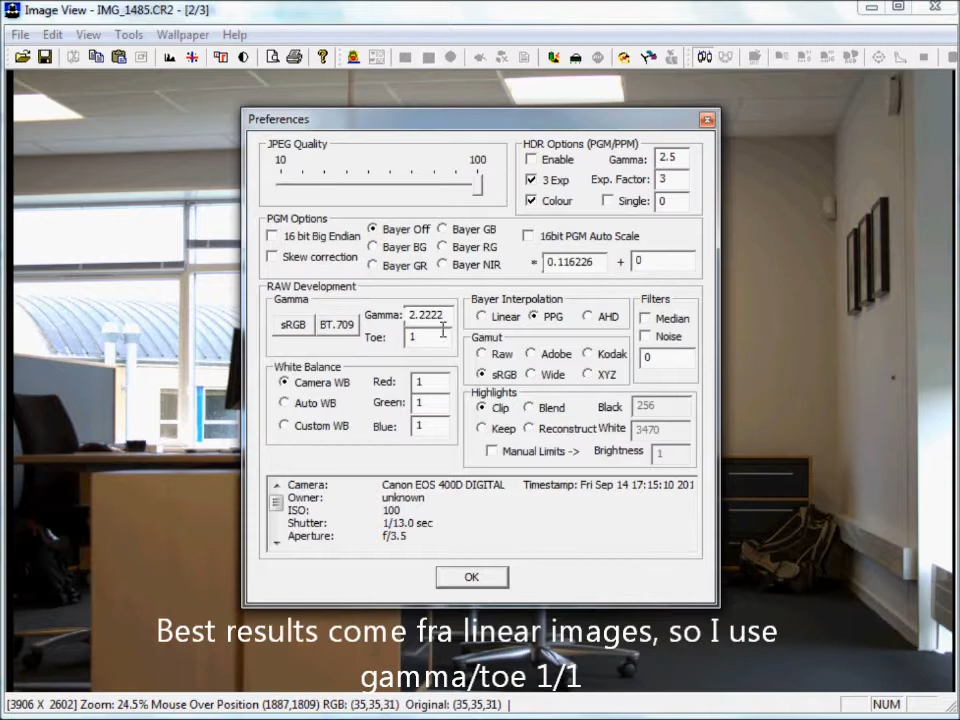 Image View - IMG_1485.CR2 - [2/3]
File Edit View Tools Wallpaper Help
Preferences
JPEG Quality
10 100
HDR Options (PGM/PPM)
Enable Gamma: 2.5
3 Exp Exp. Factor: 3
Colour Single: 0
PGM Options
16 bit Big Endian Bayer Off Bayer GB 16bit PGM Auto Scale
Skew correction Bayer BG Bayer RG
Bayer GR Bayer NIR * 0.116226 + 0
RAW Development
Gamma
sRGB BT.709 Gamma: 2.2222
Toe: 1
Bayer Interpolation
Linear PPG AHD
Filters
Median
Noise
0
Gamut
Raw Adobe Kodak
sRGB Wide XYZ
White Balance
Camera WB Red: 1
Auto WB Green: 1
Custom WB Blue: 1
Highlights
Clip Blend Black 256
Keep Reconstruct White 3470
Manual Limits -> Brightness 1
Camera: Canon EOS 400D DIGITAL Timestamp: Fri Sep 14 17:15:10 201
Owner: unknown
ISO: 100
Shutter: 1/13.0 sec
Aperture: f/3.5
OK
Best results come fra linear images, so I use
gamma/toe 1/1
[3906 X 2602] Zoom: 24.5% Mouse Over Position (1887,1809) RGB: (35,35,31) Original: (35,35,31) | NUM